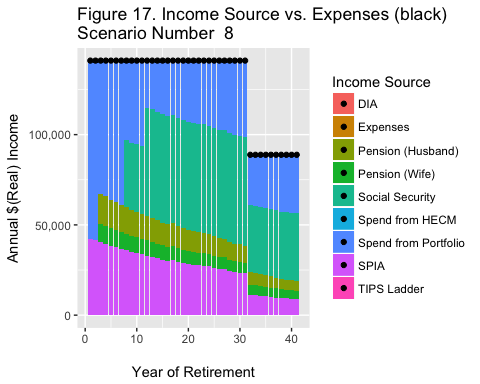 Figure 17. Income Source vs. Expenses (black)
Scenario Number  8
Annual $(Real) Income
100,000
50,000
0
0
10
20
30
40
Year of Retirement
Income Source
DIA
Expenses
Pension (Husband)
Pension (Wife)
Social Security
Spend from HECM
Spend from Portfolio
SPIA
TIPS Ladder